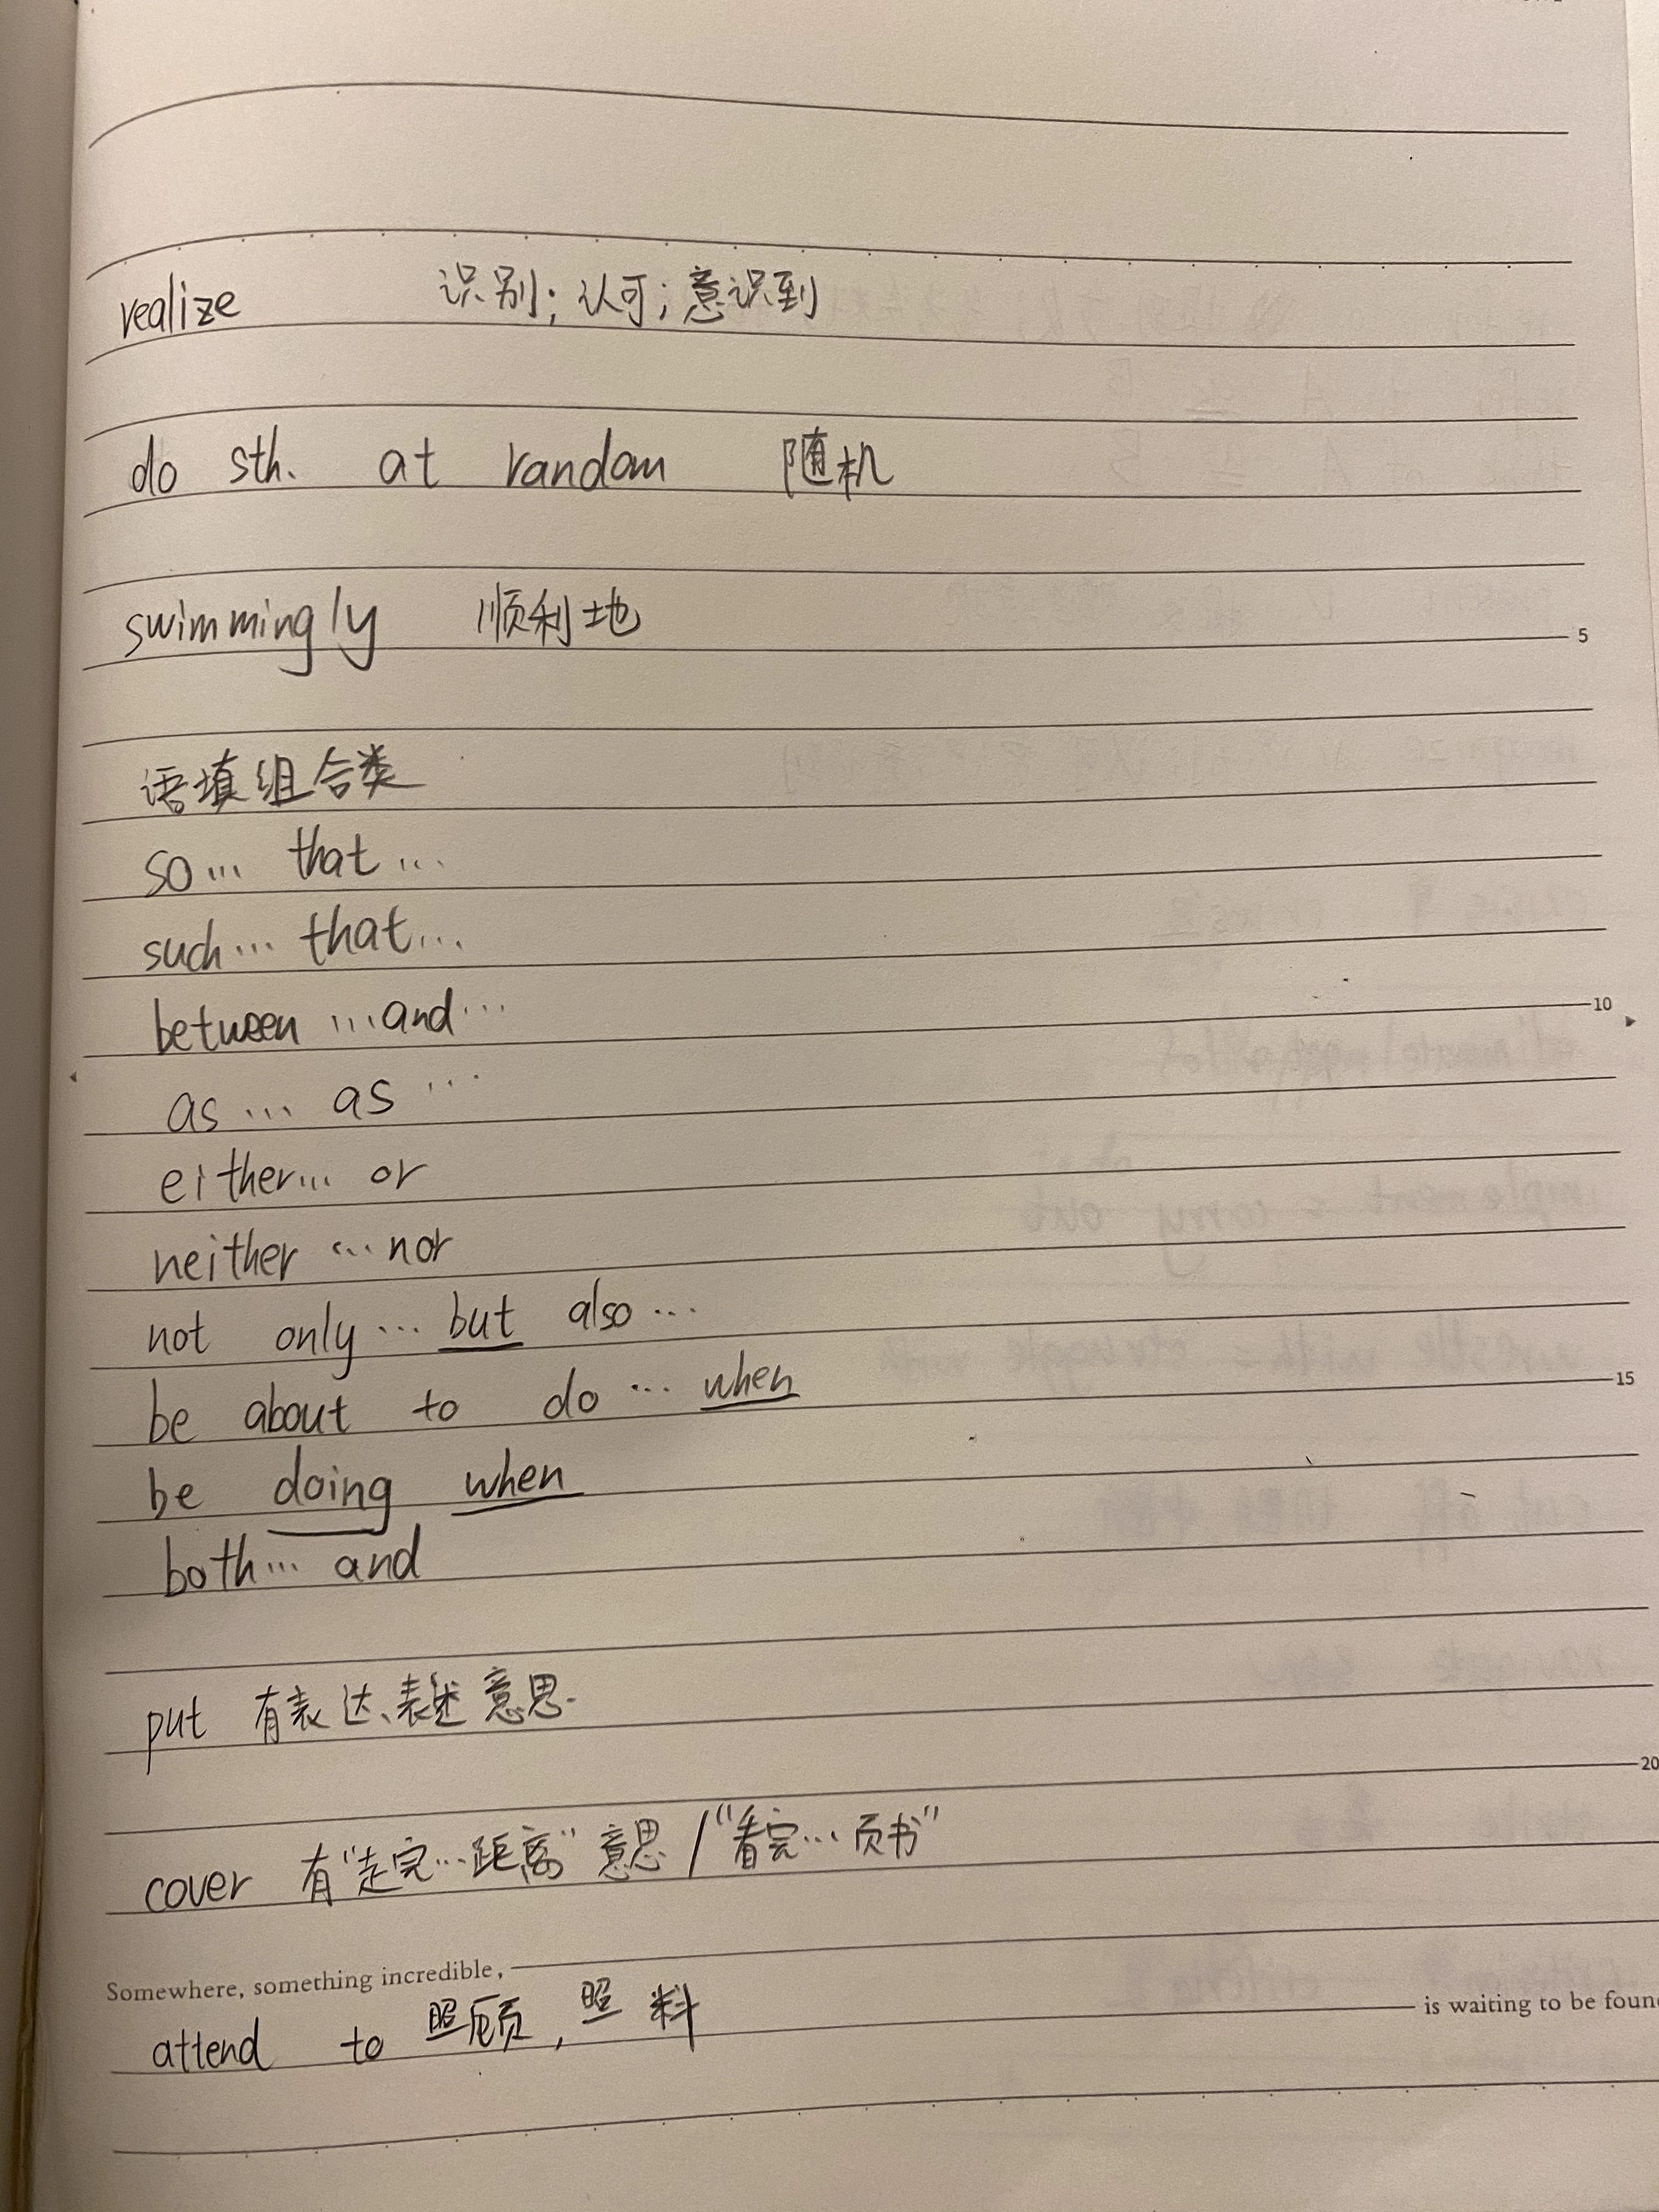 realize 识别；认可；意识到
do sth. at random 随机
swimmingly 顺利地
5
语填组合类
so… that…
such… that…
between … and…
10
as … as …
either… or
neither … nor
not only… but also…
be about to do … when
15
be doing when
both… and
put 有表达、表述意思.
20
cover 有"走完…距离"意思 / "看完…页书"
Somewhere, something incredible, is waiting to be foun
attend to 照顾，照料